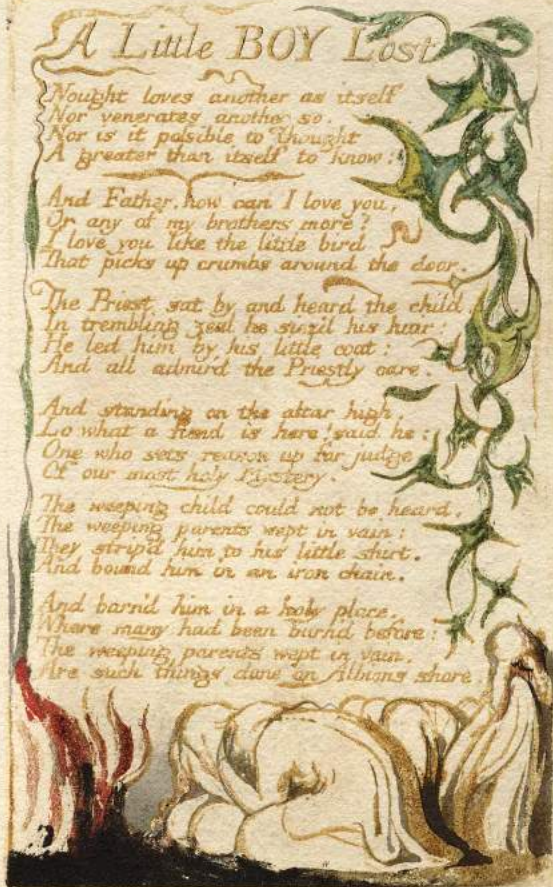 A Little BOY Lost
Nought loves another as itself
Nor venerates another so.
Nor is it possible to Thought
A greater than itself to know:
And Father, how can I love you,
Or any of my brothers more?
I love you like the little bird
That picks up crumbs around the door.
The Priest sat by and heard the child
In trembling zeal he siezd his hair:
He led him by his little coat:
And all admird the Priestly care.
And standing on the altar high,
Lo what a fiend is here! said he:
One who sets reason up for judge
Of our most holy Mystery.
The weeping child could not be heard.
The weeping parents wept in vain:
They strip'd him to his little shirt.
And bound him in an iron chain.
And burn'd him in a holy place,
Where many had been burn'd before:
The weeping parents wept in vain.
Are such things done on Albions shore.